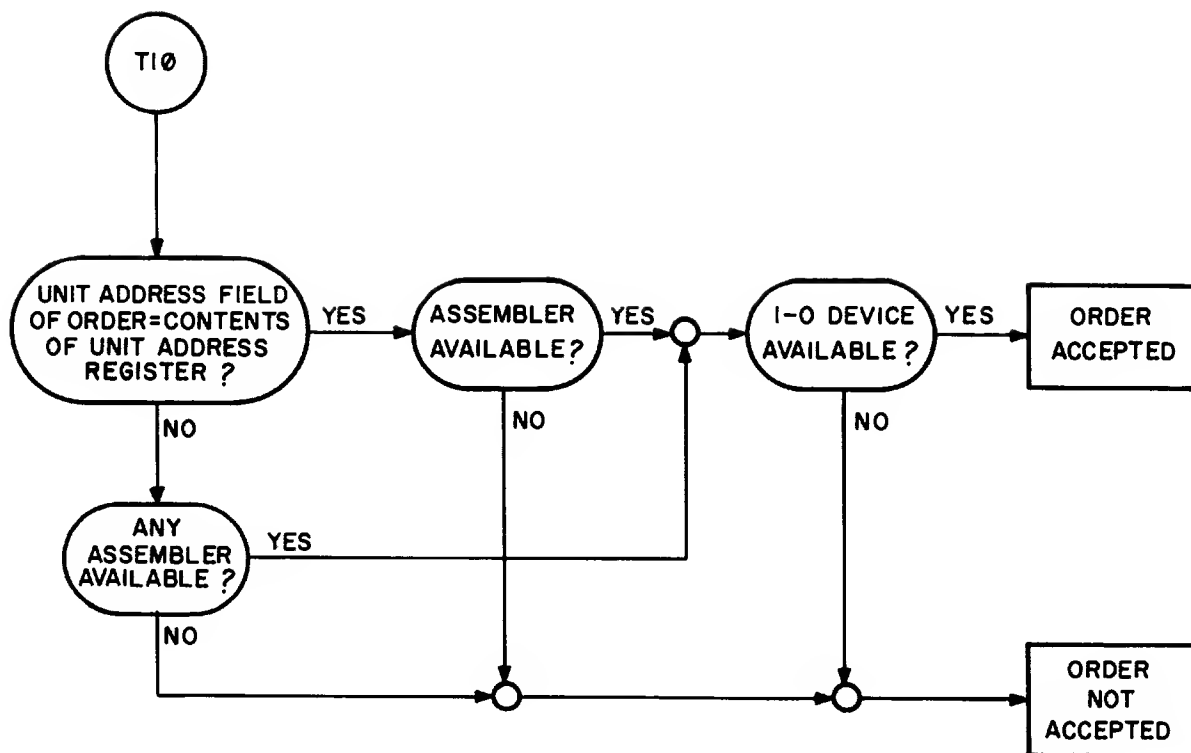 TIØ
UNIT ADDRESS FIELD
OF ORDER=CONTENTS
OF UNIT ADDRESS
REGISTER ?
YES
ASSEMBLER
AVAILABLE?
YES
I-O DEVICE
AVAILABLE?
YES
ORDER
ACCEPTED
NO
NO
NO
ANY
ASSEMBLER
AVAILABLE ?
YES
NO
ORDER
NOT
ACCEPTED